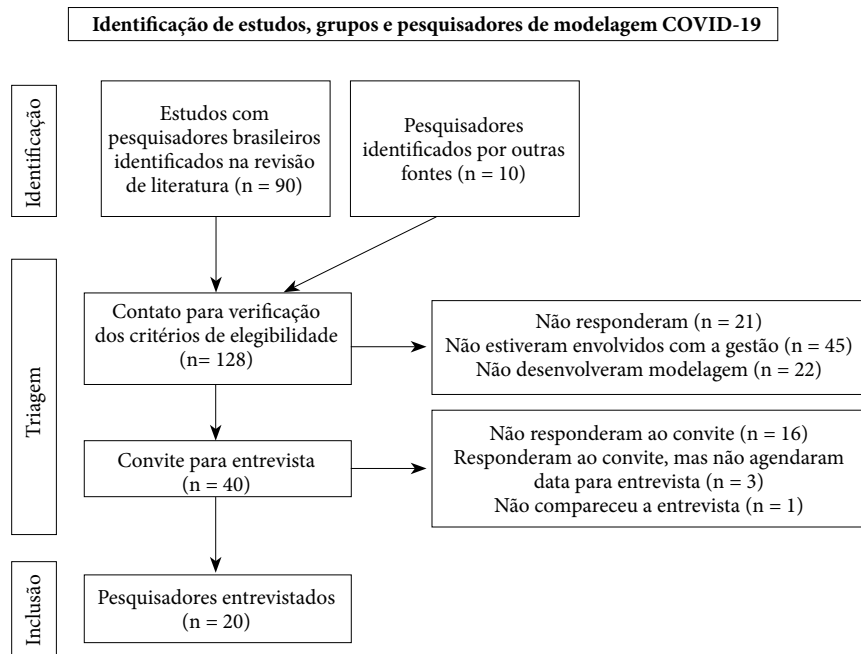 Identificação de estudos, grupos e pesquisadores de modelagem COVID-19
Identificação
Estudos com
pesquisadores brasileiros
identificados na revisão
de literatura (n = 90)
Pesquisadores
identificados por outras
fontes (n = 10)
Triagem
Contato para verificação
dos critérios de elegibilidade
(n= 128)
Não responderam (n = 21)
Não estiveram envolvidos com a gestão (n = 45)
Não desenvolveram modelagem (n = 22)
Convite para entrevista
(n = 40)
Não responderam ao convite (n = 16)
Responderam ao convite, mas não agendaram
data para entrevista (n = 3)
Não compareceu a entrevista (n = 1)
Inclusão
Pesquisadores entrevistados
(n = 20)